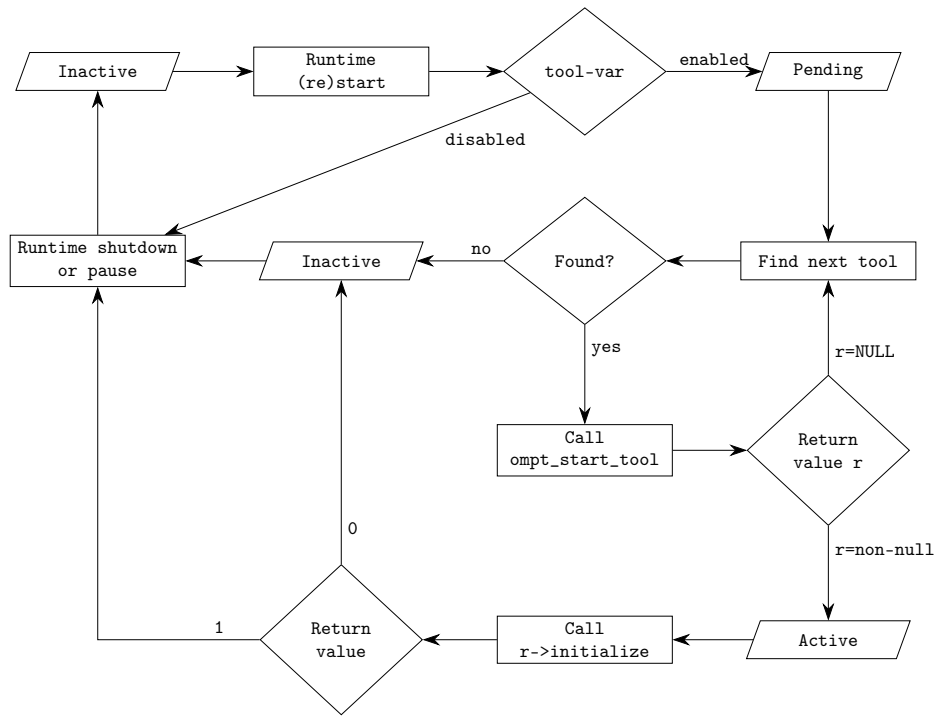 Inactive
Runtime
(re)start
tool-var
enabled
Pending
disabled
Runtime shutdown
or pause
Inactive
no
Found?
Find next tool
yes
r=NULL
Call
ompt_start_tool
Return
value r
0
r=non-null
1
Return
value
Call
r->initialize
Active